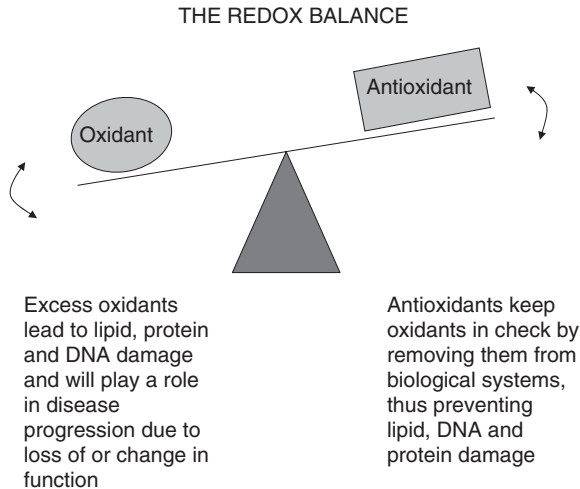 THE REDOX BALANCE
Antioxidant
Oxidant
Excess oxidants
lead to lipid, protein
and DNA damage
and will play a role
in disease
progression due to
loss of or change in
function
Antioxidants keep
oxidants in check by
removing them from
biological systems,
thus preventing
lipid, DNA and
protein damage